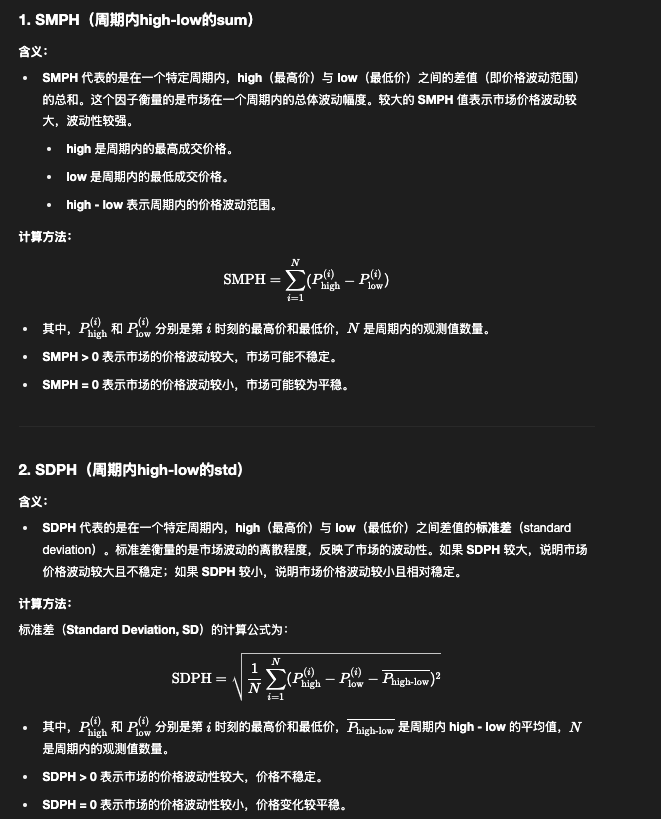 1. SMPH（周期内high-low的sum）
含义：
• SMPH 代表的是在一个特定周期内，high（最高价）与 low（最低价）之间的差值（即价格波动范围）
的总和。这个因子衡量的是市场在一个周期内的总体波动幅度。较大的 SMPH 值表示市场价格波动较
大，波动性较强。
• high 是周期内的最高成交价格。
• low 是周期内的最低成交价格。
• high - low 表示周期内的价格波动范围。
计算方法：
SMPH = \sum_{i=1}^{N} (P_{high}^{(i)} - P_{low}^{(i)})
• 其中，P_{high}^{(i)} 和 P_{low}^{(i)} 分别是第 i 时刻的最高价和最低价，N 是周期内的观测值数量。
• SMPH > 0 表示市场的价格波动较大，市场可能不稳定。
• SMPH = 0 表示市场的价格波动较小，市场可能较为平稳。
2. SDPH（周期内high-low的std）
含义：
• SDPH 代表的是在一个特定周期内，high（最高价）与 low（最低价）之间差值的标准差（standard
deviation）。标准差衡量的是市场波动的离散程度，反映了市场的波动性。如果 SDPH 较大，说明市场
价格波动较大且不稳定；如果 SDPH 较小，说明市场价格波动较小且相对稳定。
计算方法：
标准差（Standard Deviation, SD）的计算公式为：
SDPH = \sqrt{\frac{1}{N} \sum_{i=1}^{N} (P_{high}^{(i)} - P_{low}^{(i)} - \overline{P_{high-low}})^2}
• 其中，P_{high}^{(i)} 和 P_{low}^{(i)} 分别是第 i 时刻的最高价和最低价，\overline{P_{high-low}} 是周期内 high - low 的平均值，N
是周期内的观测值数量。
• SDPH > 0 表示市场的价格波动性较大，价格不稳定。
• SDPH = 0 表示市场的价格波动性较小，价格变化较平稳。